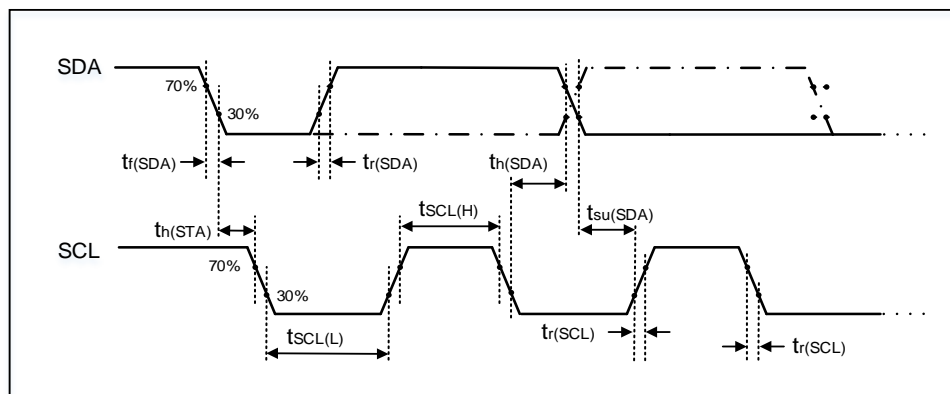 SDA
70%
30%
tf(SDA)
tr(SDA)
th(SDA)
tSCL(H)
tsu(SDA)
th(STA)
SCL
70%
30%
tSCL(L)
tr(SCL)
tr(SCL)